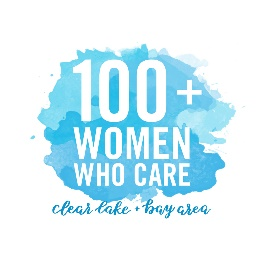 100+
WOMEN
WHO CARE
clear lake + bay area